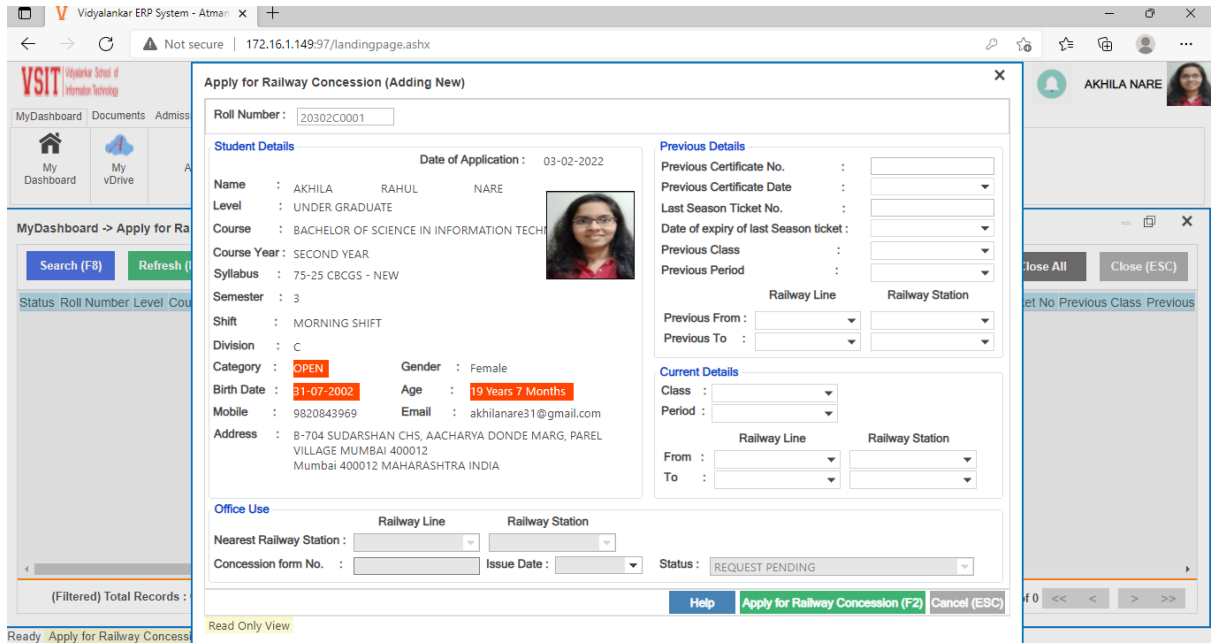 Vidyalankar ERP System - Atman
Not secure | 172.16.1.149:97/landingpage.ashx
VSIT Vidyalankar School of
Information Technology
AKHILA NARE
MyDashboard Documents Admiss
My
Dashboard
My
vDrive
A
MyDashboard -> Apply for Ra
Search (F8) Refresh (
Close All Close (ESC)
Status Roll Number Level Cou
ket No Previous Class Previous
Apply for Railway Concession (Adding New)
Roll Number : 20302C0001
Student Details
Date of Application : 03-02-2022
Name : AKHILA RAHUL NARE
Level : UNDER GRADUATE
Course : BACHELOR OF SCIENCE IN INFORMATION TECH
Course Year : SECOND YEAR
Syllabus : 75-25 CBCGS - NEW
Semester : 3
Shift : MORNING SHIFT
Division : C
Category : OPEN Gender : Female
Birth Date : 31-07-2002 Age : 19 Years 7 Months
Mobile : 9820843969 Email : akhilanare31@gmail.com
Address : B-704 SUDARSHAN CHS, AACHARYA DONDE MARG, PAREL
VILLAGE MUMBAI 400012
Mumbai 400012 MAHARASHTRA INDIA
Previous Details
Previous Certificate No. :
Previous Certificate Date :
Last Season Ticket No. :
Date of expiry of last Season ticket :
Previous Class :
Previous Period :
Railway Line Railway Station
Previous From :
Previous To :
Current Details
Class :
Period :
Railway Line Railway Station
From :
To :
Office Use
Railway Line Railway Station
Nearest Railway Station :
Concession form No. : Issue Date : Status : REQUEST PENDING
Help Apply for Railway Concession (F2) Cancel (ESC)
Read Only View
(Filtered) Total Records :
of 0 << < > >>
Ready Apply for Railway Concessi